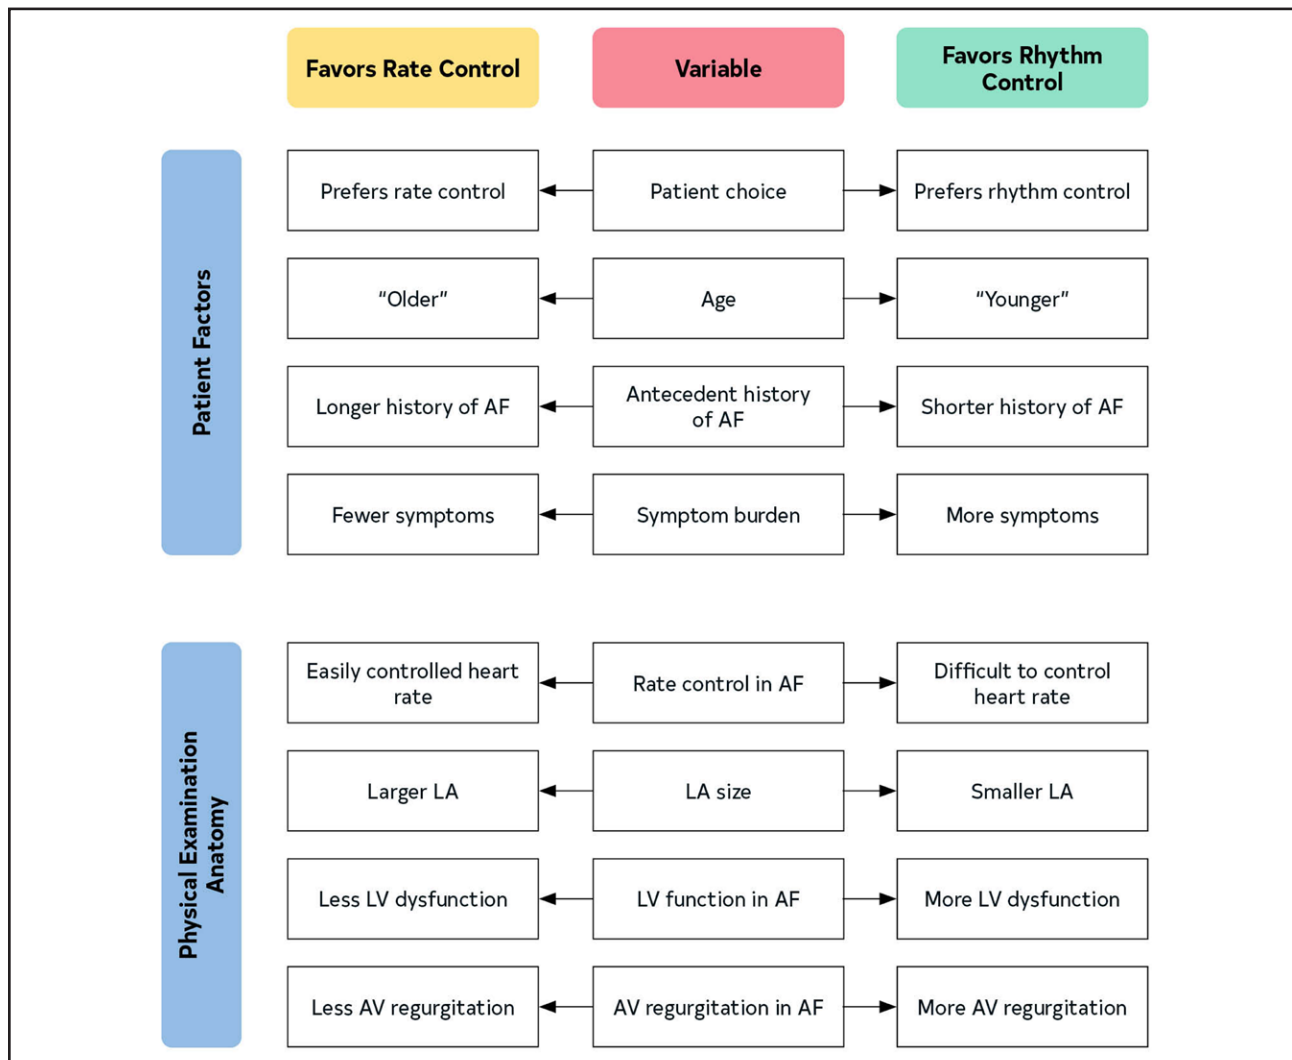 Favors Rate Control
Variable
Favors Rhythm
Control
Patient Factors
Prefers rate control
Patient choice
Prefers rhythm control
“Older”
Age
“Younger”
Longer history of AF
Antecedent history
of AF
Shorter history of AF
Fewer symptoms
Symptom burden
More symptoms
Physical Examination
Anatomy
Easily controlled heart
rate
Rate control in AF
Difficult to control
heart rate
Larger LA
LA size
Smaller LA
Less LV dysfunction
LV function in AF
More LV dysfunction
Less AV regurgitation
AV regurgitation in AF
More AV regurgitation